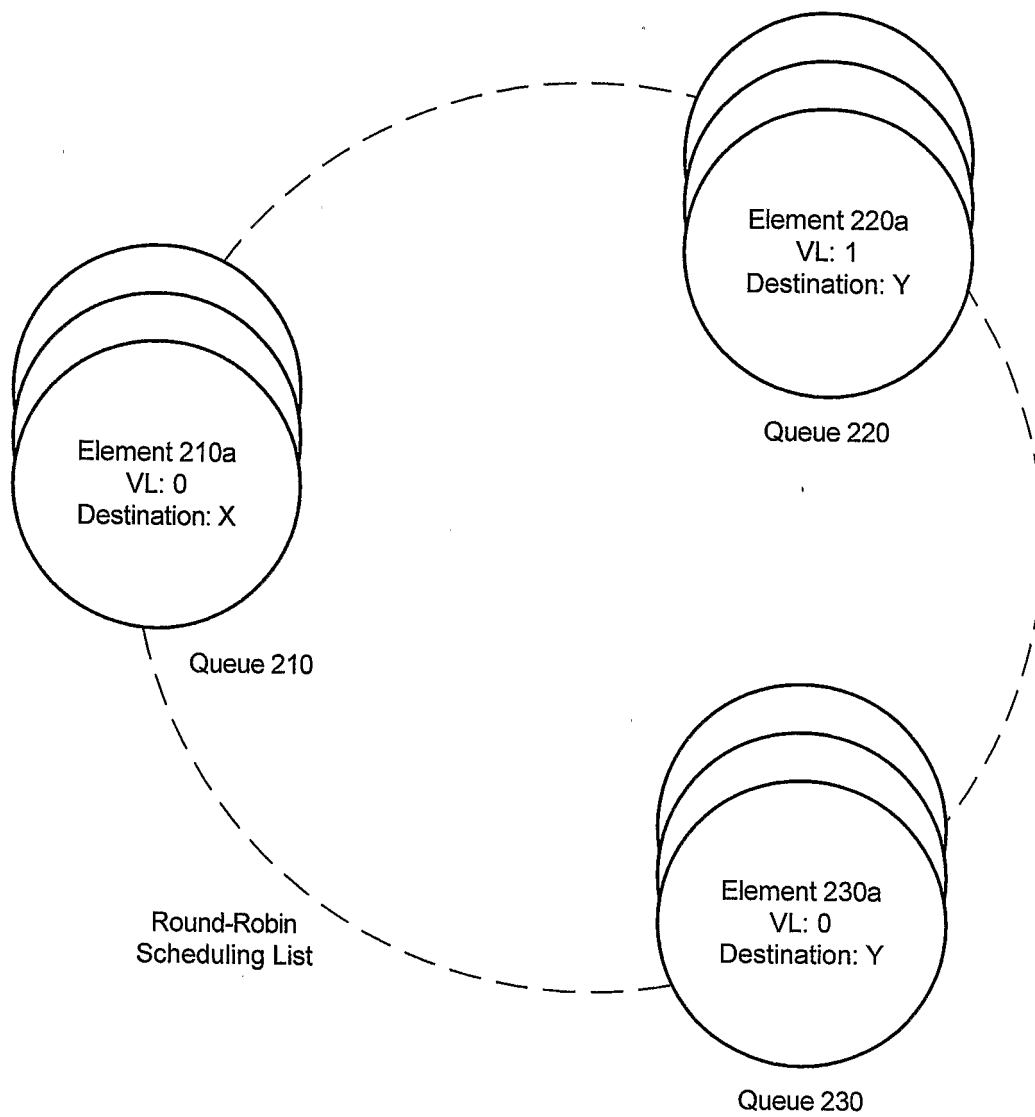 Element 220a
VL: 1
Destination: Y
Queue 220
Element 210a
VL: 0
Destination: X
Queue 210
Element 230a
VL: 0
Destination: Y
Queue 230
Round-Robin
Scheduling List